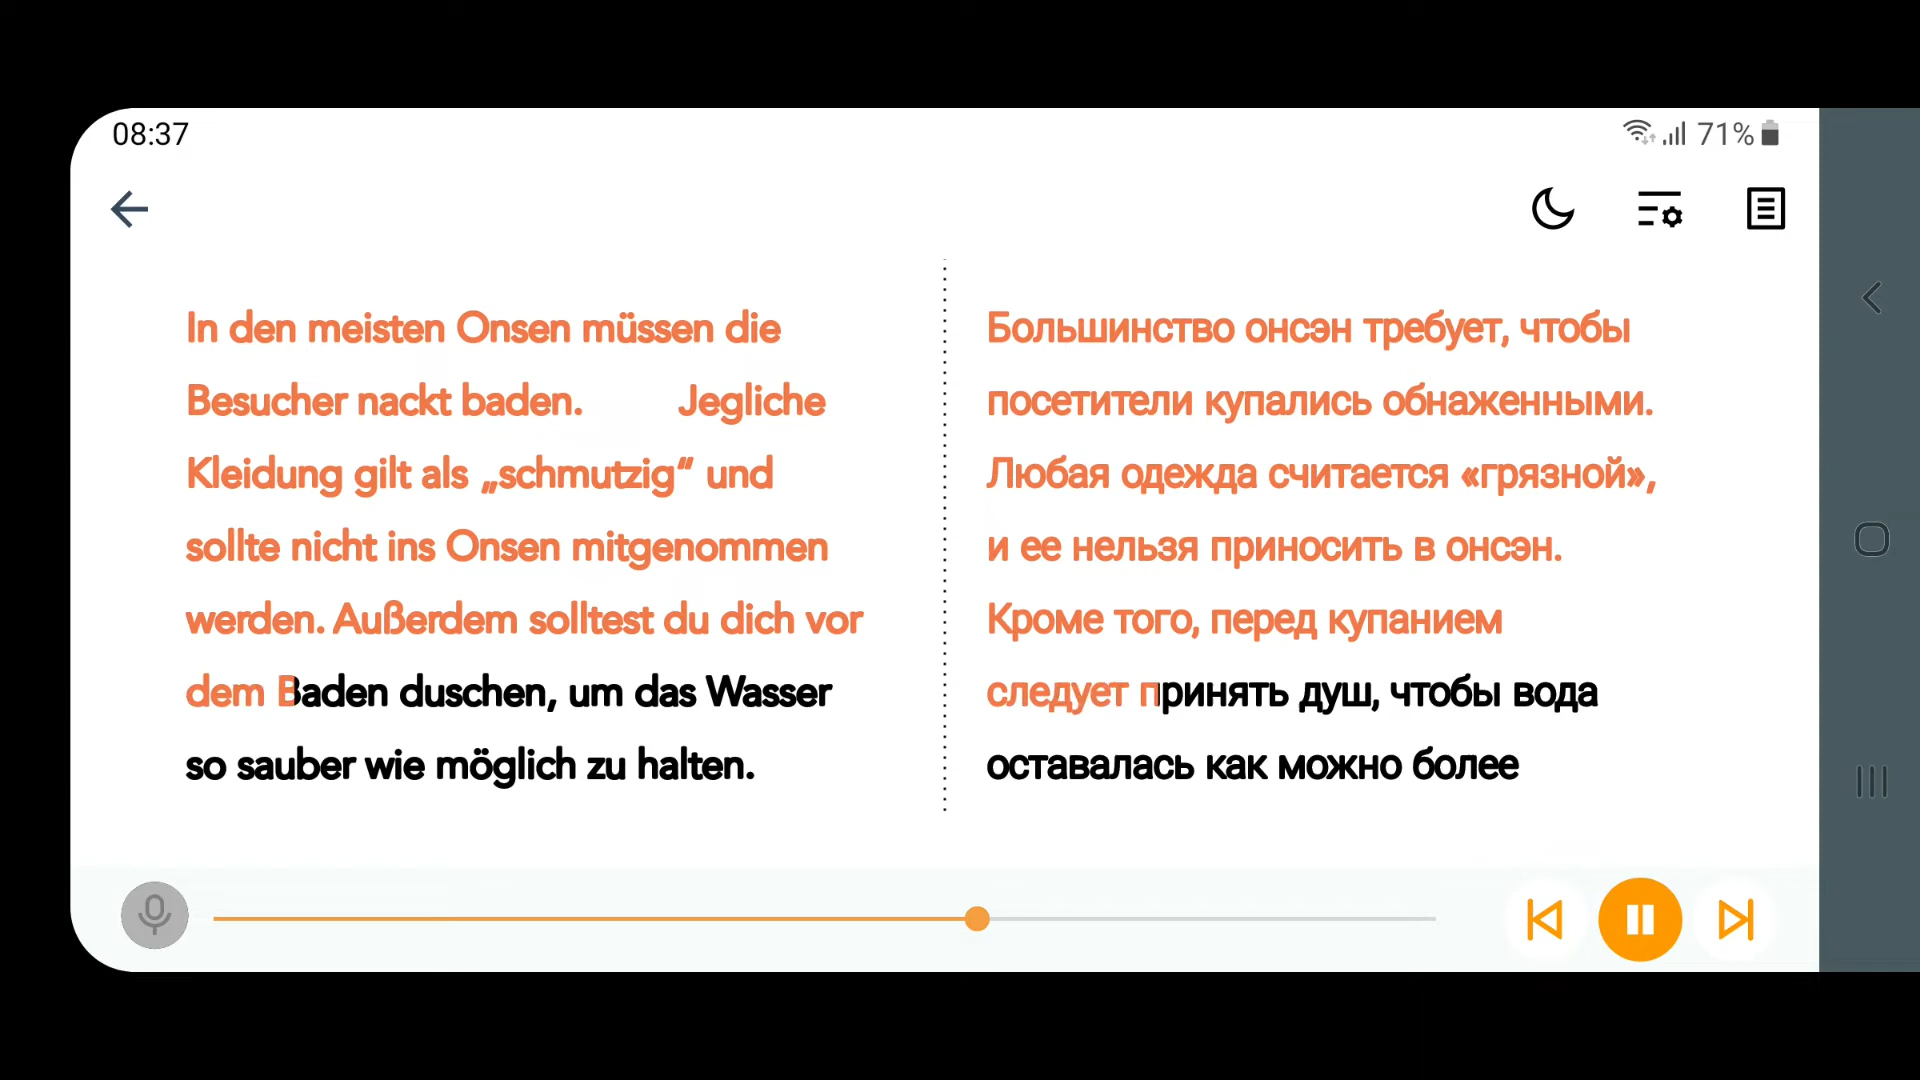 08:37
71%
In den meisten Onsen müssen die
Besucher nackt baden. Jegliche
Kleidung gilt als „schmutzig“ und
sollte nicht ins Onsen mitgenommen
werden. Außerdem solltest du dich vor
dem Baden duschen, um das Wasser
so sauber wie möglich zu halten.
Большинство онсэн требует, чтобы
посетители купались обнаженными.
Любая одежда считается «грязной»,
и ее нельзя приносить в онсэн.
Кроме того, перед купанием
следует принять душ, чтобы вода
оставалась как можно более